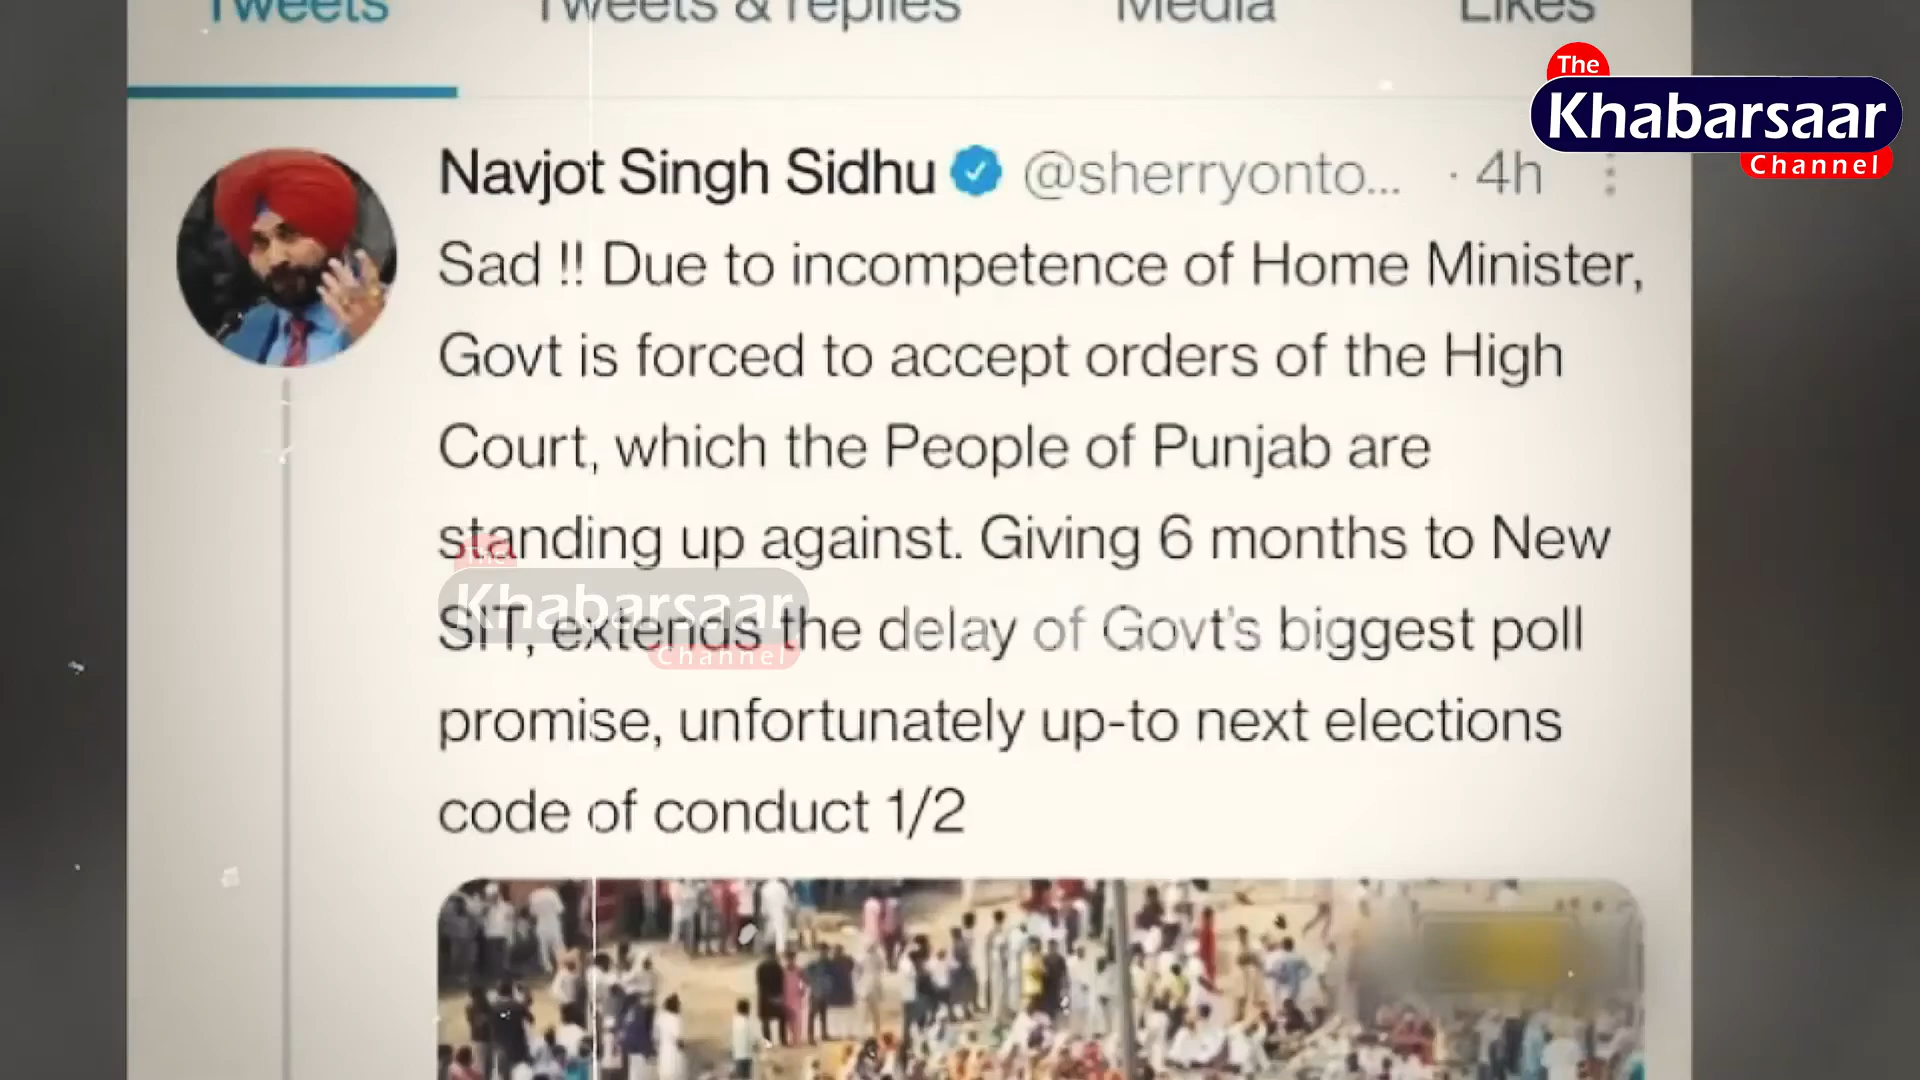 Tweets Tweets & replies Media Likes
The
Khabarsaar
Channel
Navjot Singh Sidhu @sherryonto... · 4h
Sad !! Due to incompetence of Home Minister,
Govt is forced to accept orders of the High
Court, which the People of Punjab are
standing up against. Giving 6 months to New
SIT, extends the delay of Govt's biggest poll
promise, unfortunately up-to next elections
code of conduct 1/2
The
Khabarsaar
Channel